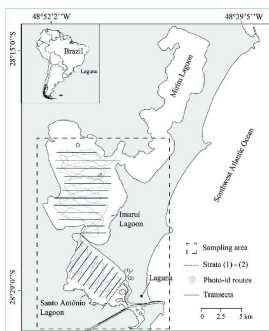 48°52'2"W
48°39'5"W
28°15'0"S
28°29'0"S
Brazil
Laguna
Mirim Lagoon
Southwest Atlantic Ocean
Imaruí
Lagoon
Laguna
Santo Antônio
Lagoon
Sampling area
Strata (1) - (2)
Photo-id routes
Transects
0 2.5 5 km